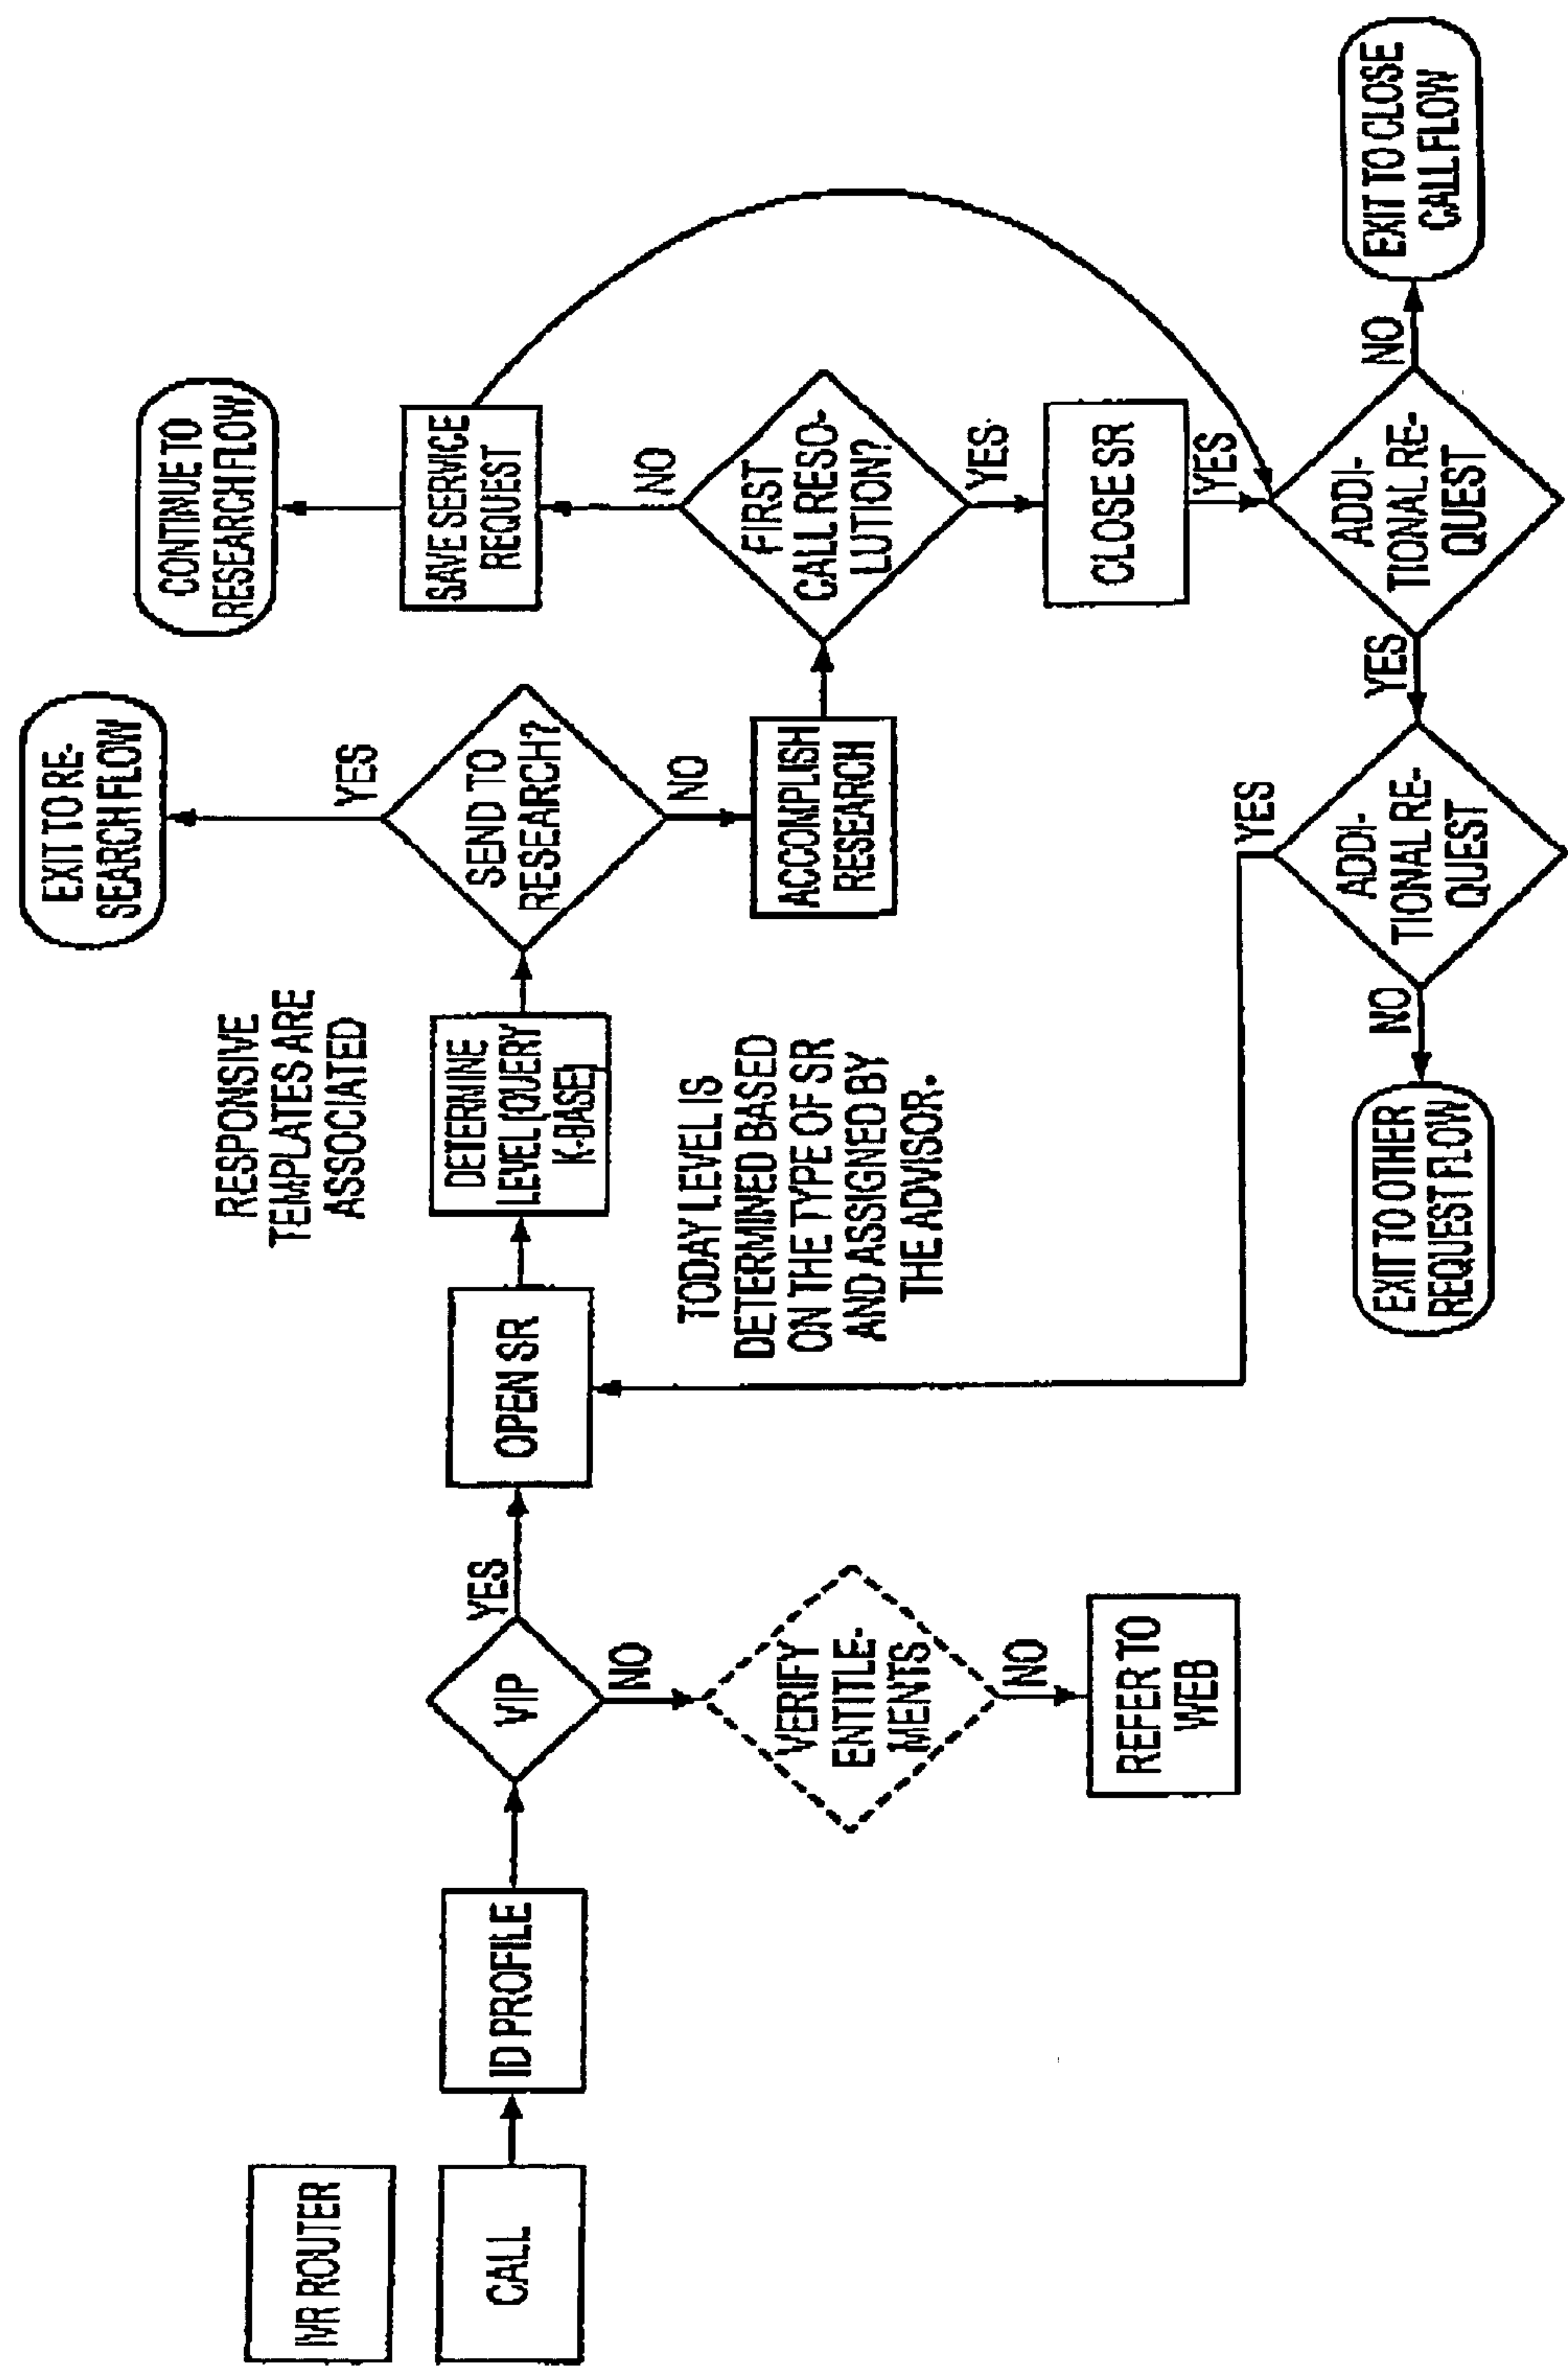 IVR ROUTER
CALL
ID PROFILE
VIP
YES
NO
VERIFY
ENTITLE-
MENTS
NO
REFER TO
WEB
OPEN SR
RESPONSIVE
TEMPLATES ARE
ASSOCIATED
DETERMINE
LEVEL (QUERY
K-BASE)
TODAY LEVEL IS
DETERMINED BASED
ON THE TYPE OF SR
AND ASSIGNED BY
THE ADVISOR.
EXIT TO RE-
SEARCH FLOW
YES
SEND TO
RESEARCH?
NO
ACCOMPLISH
RESEARCH
CONTINUE TO
RESEARCH FLOW
SAVE SERVICE
REQUEST
NO
FIRST
CALL RESO-
LUTION?
YES
CLOSE SR
YES
ADDI-
TIONAL RE-
QUEST
NO
EXIT TO CLOSE
CALL FLOW
YES
ADDI-
TIONAL RE-
QUEST
YES
NO
EXIT TO OTHER
REQUEST FLOW